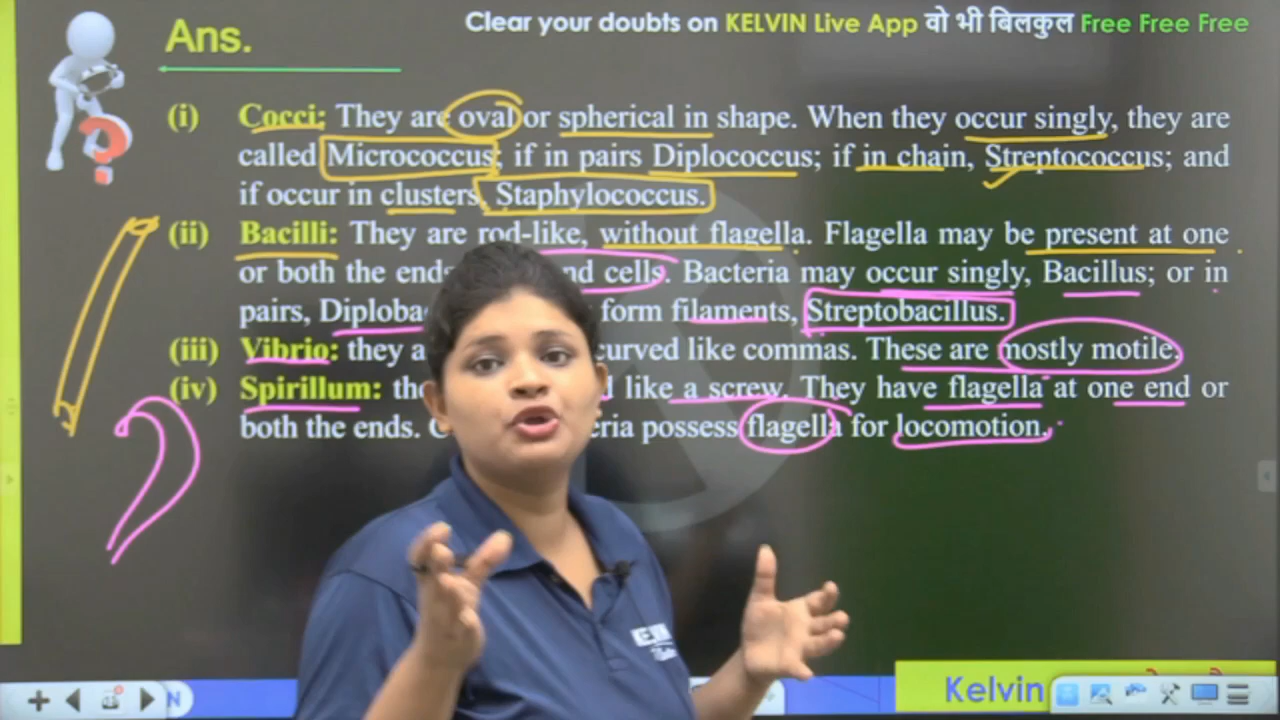 Clear your doubts on KELVIN Live App वो भी बिलकुल Free Free Free
Ans.
(i) Cocci: They are oval or spherical in shape. When they occur singly, they are
called Micrococcus; if in pairs Diplococcus; if in chain, Streptococcus; and
if occur in clusters, Staphylococcus.
(ii) Bacilli: They are rod-like, without flagella. Flagella may be present at one
or both the ends cells. Bacteria may occur singly, Bacillus; or in
pairs, form filaments, Streptobacillus.
(iii) Vibrio: they curved like commas. These are mostly motile.
(iv) Spirillum: like a screw. They have flagella at one end or
both the ends. possess flagella for locomotion.
Kelvin